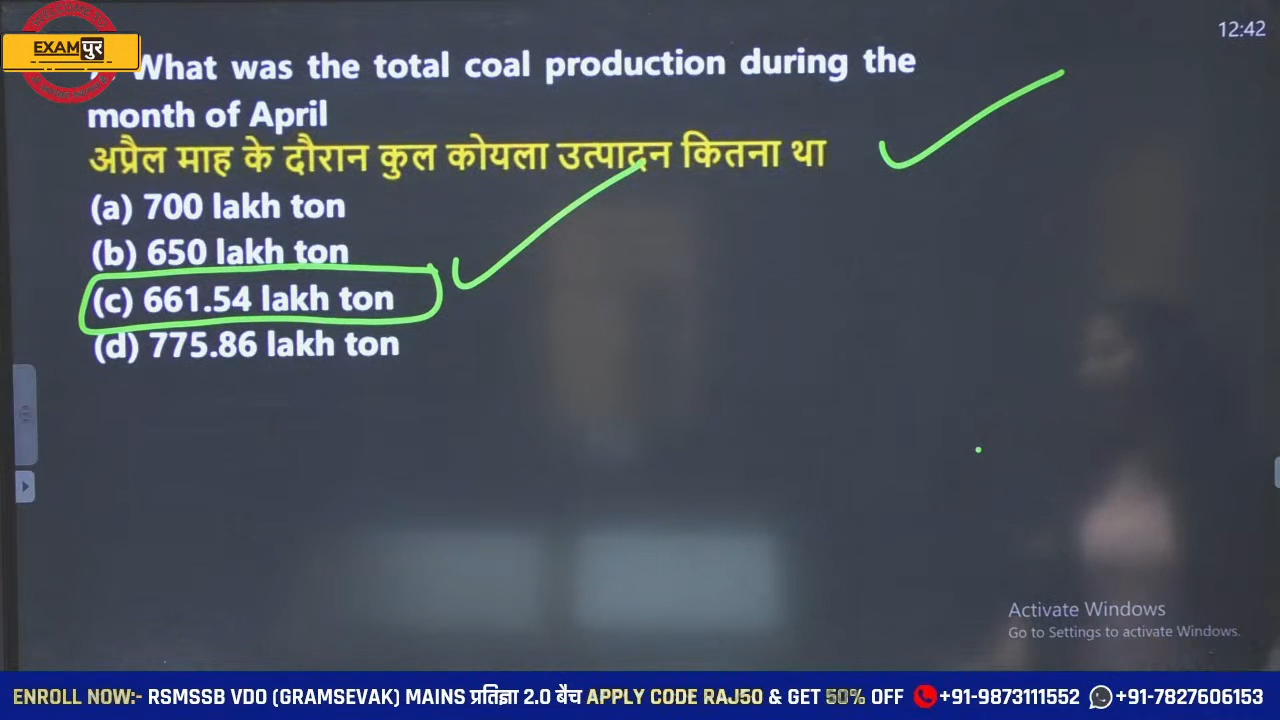 12:42
EXAMपुर
What was the total coal production during the
month of April
अप्रैल माह के दौरान कुल कोयला उत्पादन कितना था
(a) 700 lakh ton
(b) 650 lakh ton
(c) 661.54 lakh ton
(d) 775.86 lakh ton
Activate Windows
Go to Settings to activate Windows.
ENROLL NOW:- RSMSSB VDO (GRAMSEVAK) MAINS प्रतिज्ञा 2.0 बैच APPLY CODE RAJ50 & GET 50% OFF +91-9873111552 +91-7827606153